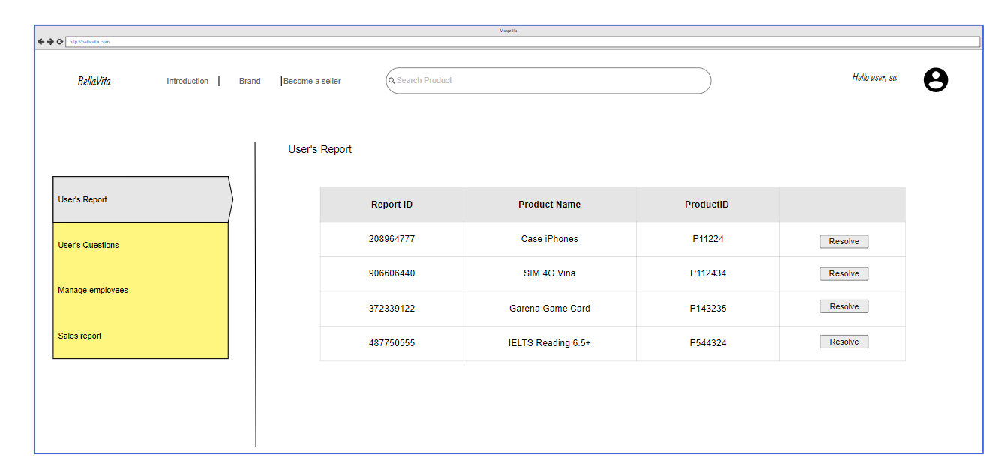 Mozzilla
http://bellavita.com
BellaVita Introduction Brand Become a seller Search Product Hello user, sa
User's Report
User's Report
User's Questions
Manage employees
Sales report
Report ID Product Name ProductID
208964777 Case iPhones P11224 Resolve
906606440 SIM 4G Vina P112434 Resolve
372339122 Garena Game Card P143235 Resolve
487750555 IELTS Reading 6.5+ P544324 Resolve